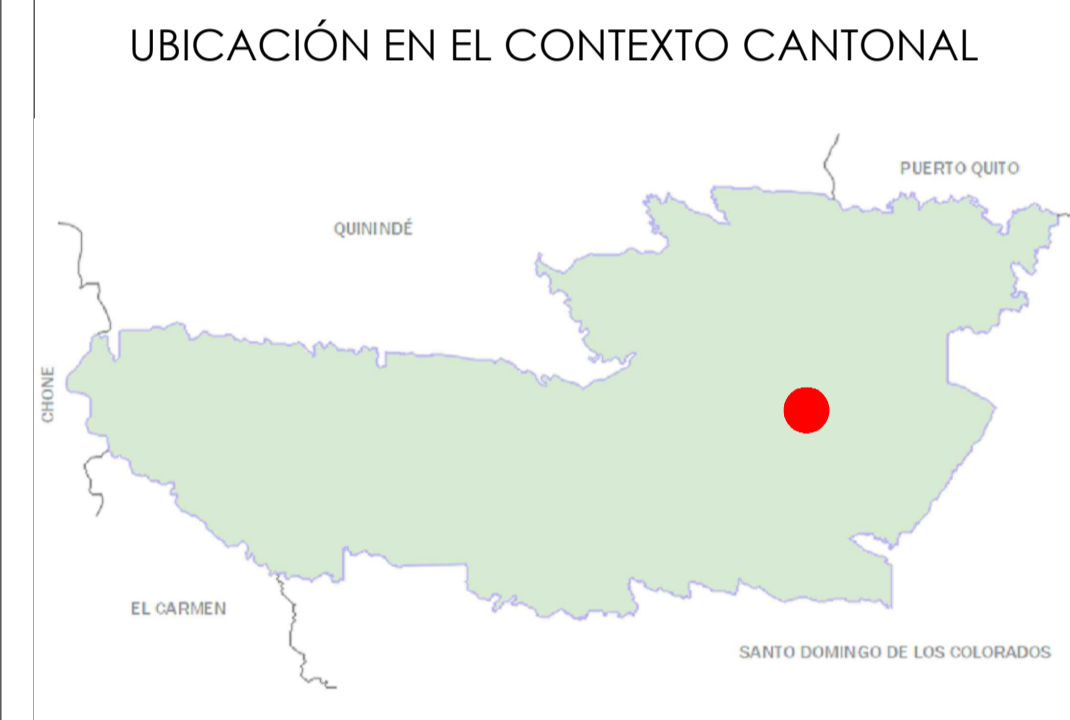 UBICACIÓN EN EL CONTEXTO CANTONAL
PUERTO QUITO
QUININDÉ
CHONE
EL CARMEN
SANTO DOMINGO DE LOS COLORADOS